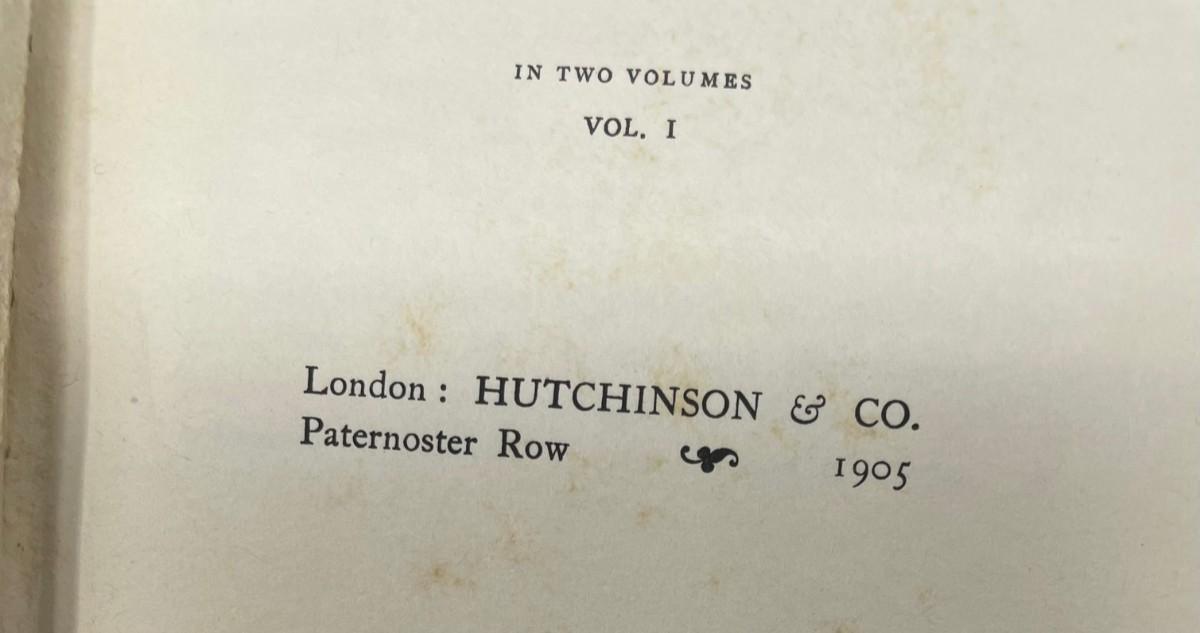 IN TWO VOLUMES
VOL. I
London: HUTCHINSON & CO.
Paternoster Row 1905